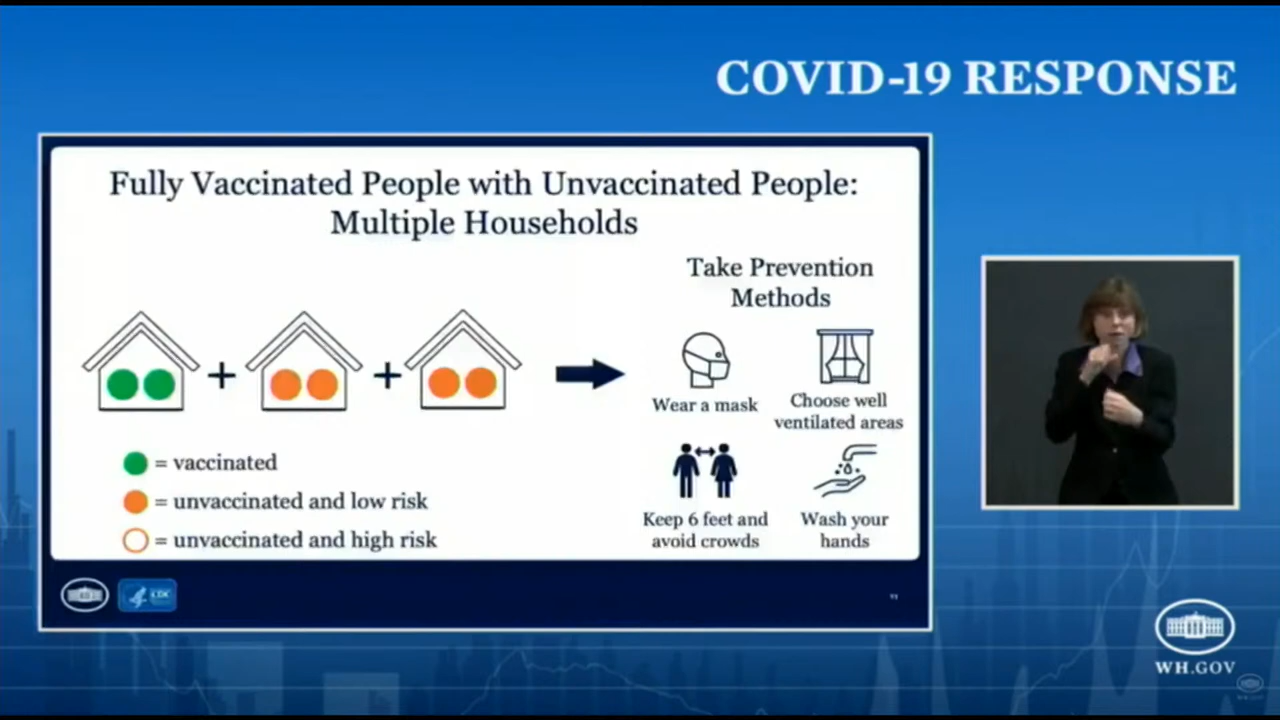 COVID-19 RESPONSE
Fully Vaccinated People with Unvaccinated People:
Multiple Households
Take Prevention
Methods
Wear a mask
Choose well
ventilated areas
Keep 6 feet and
avoid crowds
Wash your
hands
= vaccinated
= unvaccinated and low risk
= unvaccinated and high risk
CDC
WH.GOV
WH.GOV